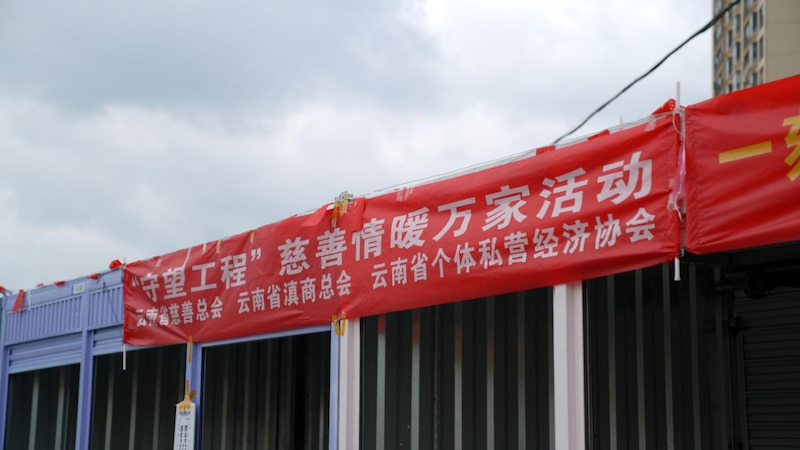 “守望工程”慈善情暖万家活动
云南省慈善总会 云南省滇商总会 云南省个体私营经济协会
一